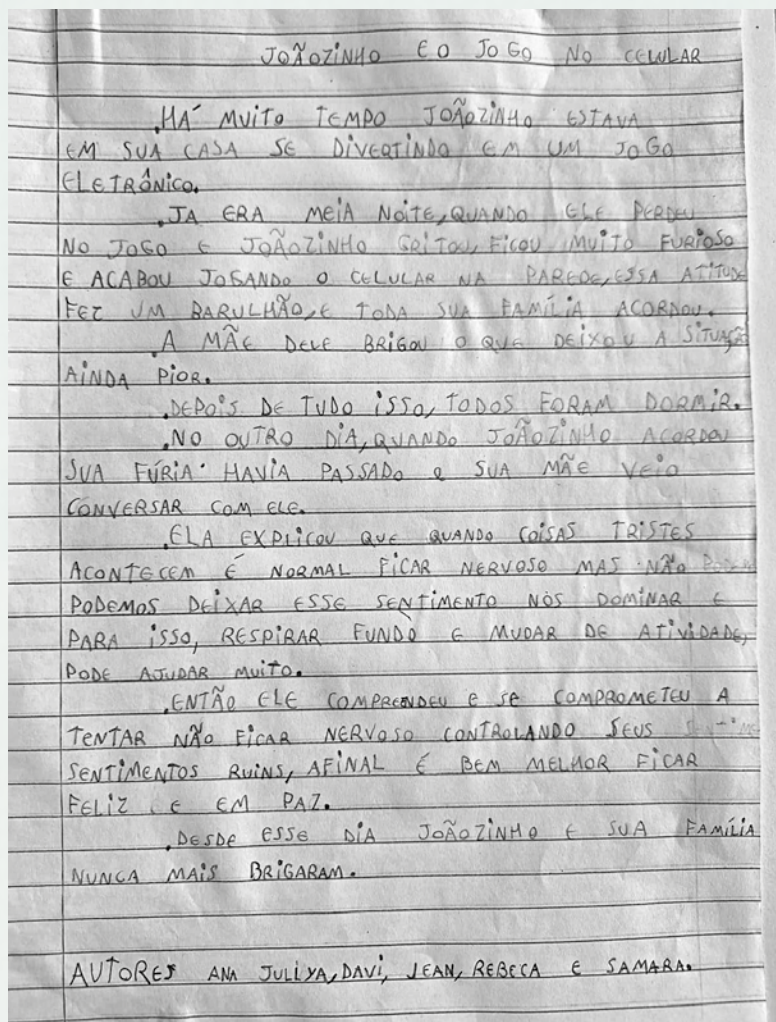 JOÃOZINHO E O JOGO NO CELULAR
.HÁ MUITO TEMPO JOÃOZINHO ESTAVA
EM SUA CASA SE DIVERTINDO EM UM JOGO
ELETRÔNICO.
.JA ERA MEIA NOITE, QUANDO ELE PERDEU
NO JOGO E JOÃOZINHO GRITOU, FICOU MUITO FURIOSO
E ACABOU JOGANDO O CELULAR NA PAREDE, ESSA ATITUDE
FEZ UM BARULHÃO, E TODA SUA FAMÍLIA ACORDOU.
.A MÃE DELE BRIGOU O QUE DEIXOU A SITUAÇÃO
AINDA PIOR.
.DEPOIS DE TUDO ISSO, TODOS FORAM DORMIR.
.NO OUTRO DIA, QUANDO JOÃOZINHO ACORDOU
SUA FÚRIA HAVIA PASSADO e SUA MÃE VEIO
CONVERSAR COM ELE.
.ELA EXPLICOU QUE QUANDO COISAS TRISTES
ACONTECEM É NORMAL FICAR NERVOSO MAS NÃO
PODEMOS DEIXAR ESSE SENTIMENTO NOS DOMINAR E
PARA ISSO, RESPIRAR FUNDO E MUDAR DE ATIVIDADE,
PODE AJUDAR MUITO.
.ENTÃO ELE COMPREENDEU E SE COMPROMETEU A
TENTAR NÃO FICAR NERVOSO CONTROLANDO SEUS
SENTIMENTOS RUINS, AFINAL É BEM MELHOR FICAR
FELIZ E EM PAZ.
.DESDE ESSE DIA JOÃOZINHO E SUA FAMÍLIA
NUNCA MAIS BRIGARAM.
AUTORES ANA JULIYA, DAVI, JEAN, REBECA E SAMARA.